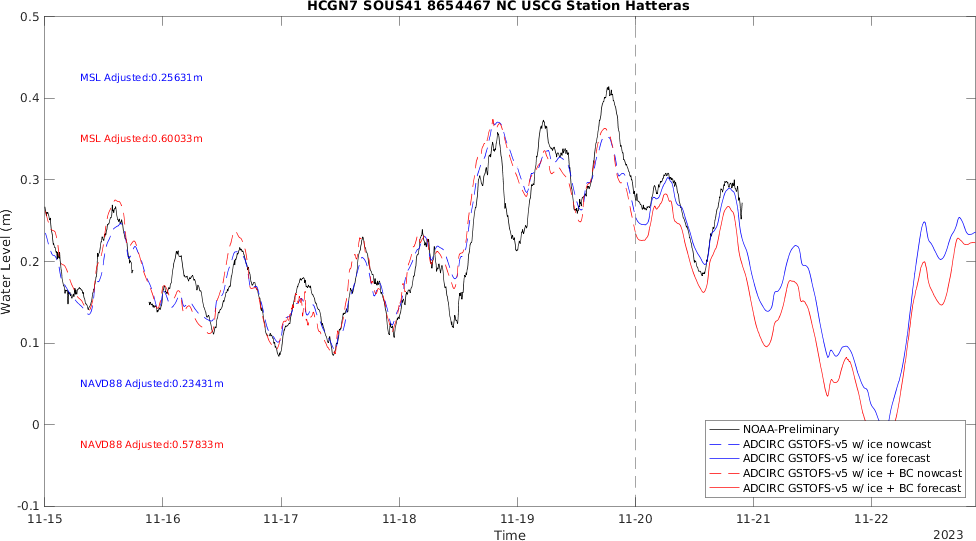 HCGN7 SOUS41 8654467 NC USCG Station Hatteras
0.5
MSL Adjusted:0.25631m
0.4
MSL Adjusted:0.60033m
0.3
Water Level (m)
0.2
0.1
NAVD88 Adjusted:0.23431m
0
NAVD88 Adjusted:0.57833m
NOAA-Preliminary
ADCIRC GSTOFS-v5 w/ ice nowcast
ADCIRC GSTOFS-v5 w/ ice forecast
ADCIRC GSTOFS-v5 w/ ice + BC nowcast
ADCIRC GSTOFS-v5 w/ ice + BC forecast
-0.1
11-15 11-16 11-17 11-18 11-19 11-20 11-21 11-22
Time
2023